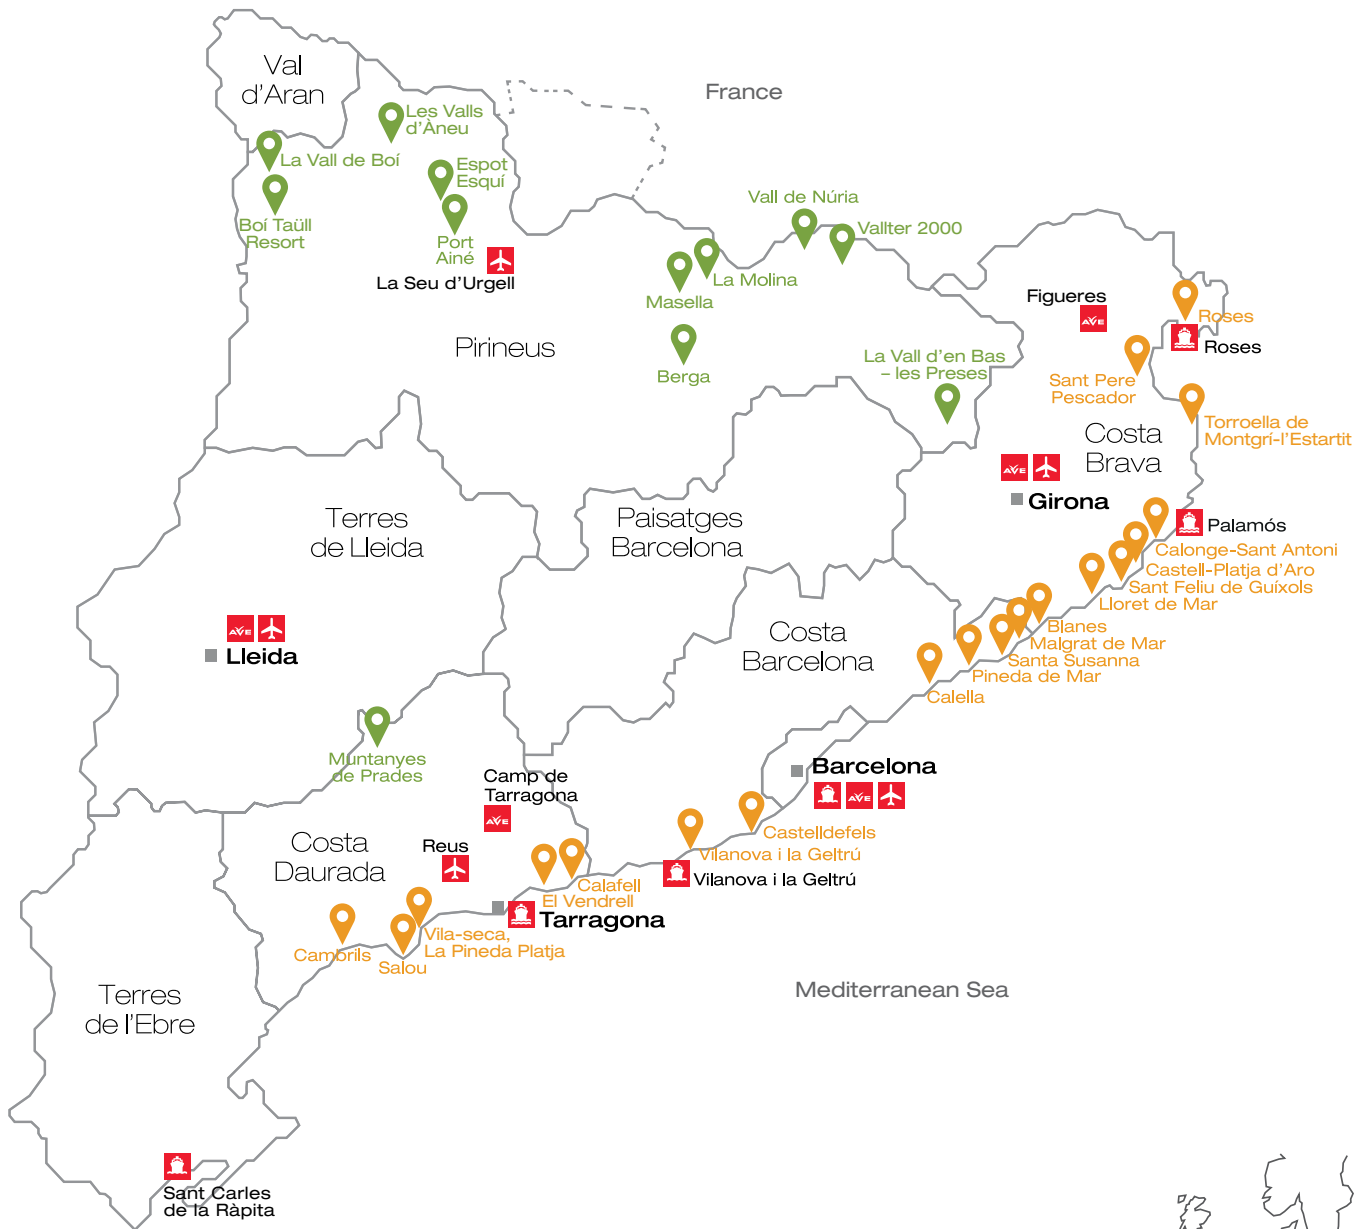 Val
d'Aran
France
Les Valls
d'Àneu
La Vall de Boí
Espot
Esquí
Boí Taüll
Resort
Port
Ainé
La Seu d'Urgell
Vall de Núria
Vallter 2000
La Molina
Masella
Figueres
AVE
Roses
Roses
Pirineus
Berga
La Vall d'en Bas
– les Preses
Sant Pere
Pescador
Torroella de
Montgrí-l'Estartit
Costa
Brava
AVE
Girona
Terres
de Lleida
Paisatges
Barcelona
Palamós
Calonge-Sant Antoni
Castell-Platja d'Aro
Sant Feliu de Guíxols
Lloret de Mar
Blanes
Malgrat de Mar
Santa Susanna
Pineda de Mar
Calella
AVE
Lleida
Costa
Barcelona
Muntanyes
de Prades
Barcelona
AVE
Camp de
Tarragona
AVE
Castelldefels
Vilanova i la Geltrú
Vilanova i la Geltrú
Costa
Daurada
Reus
Calafell
El Vendrell
Tarragona
Vila-seca,
La Pineda Platja
Cambrils
Salou
Mediterranean Sea
Terres
de l'Ebre
Sant Carles
de la Ràpita